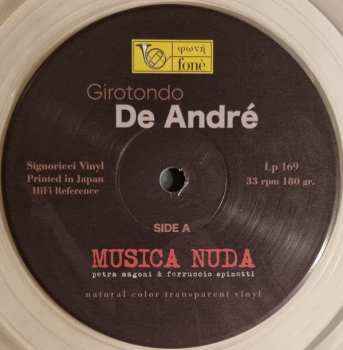 φωνή
fonè
Girotondo
De André
Signoricci Vinyl
Printed in Japan
HiFi Reference
Lp 169
33 rpm 180 gr.
SIDE A
MUSICA NUDA
petra magoni & ferruccio spinetti
natural color transparent vinyl